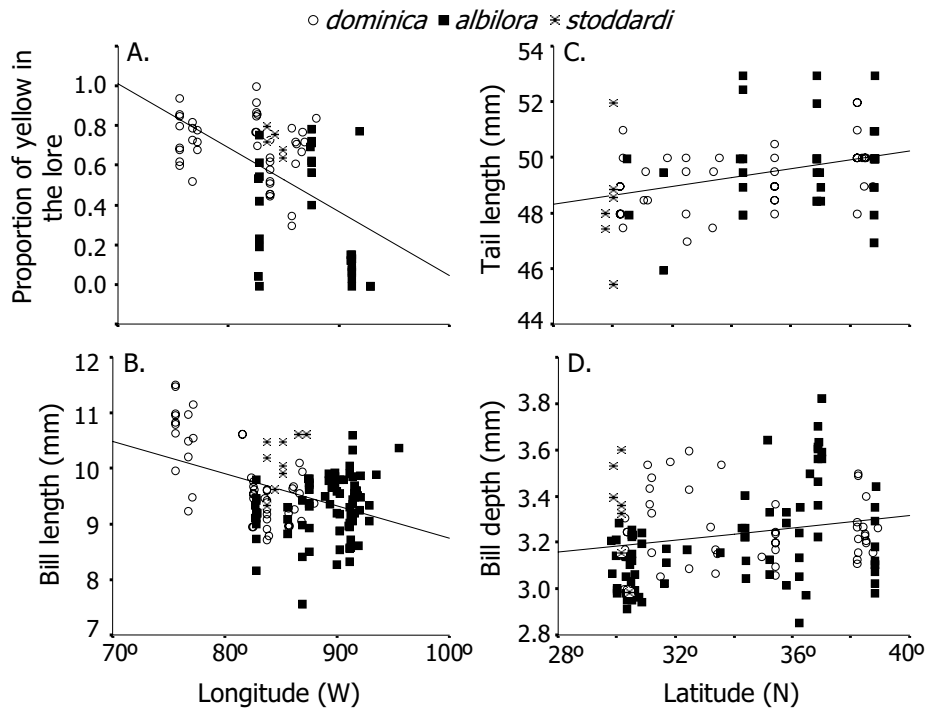 dominica albilora stoddardi
A.
Proportion of yellow in
the lore
1.0
0.8
0.6
0.4
0.2
0.0
C.
Tail length (mm)
54
52
50
48
46
44
B.
Bill length (mm)
12
11
10
9
8
7
70º 80º 90º 100º
Longitude (W)
D.
Bill depth (mm)
3.8
3.6
3.4
3.2
3.0
2.8
28º 32º 36º 40º
Latitude (N)